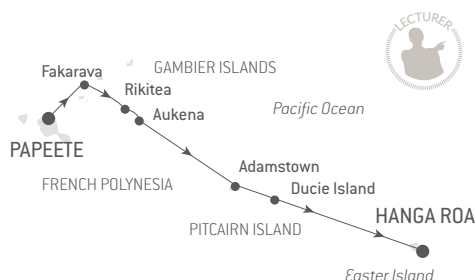 LECTURER
Fakarava
GAMBIER ISLANDS
Rikitea
Aukena
Pacific Ocean
PAPEETE
Adamstown
FRENCH POLYNESIA
Ducie Island
HANGA ROA
PITCAIRN ISLAND
Easter Island